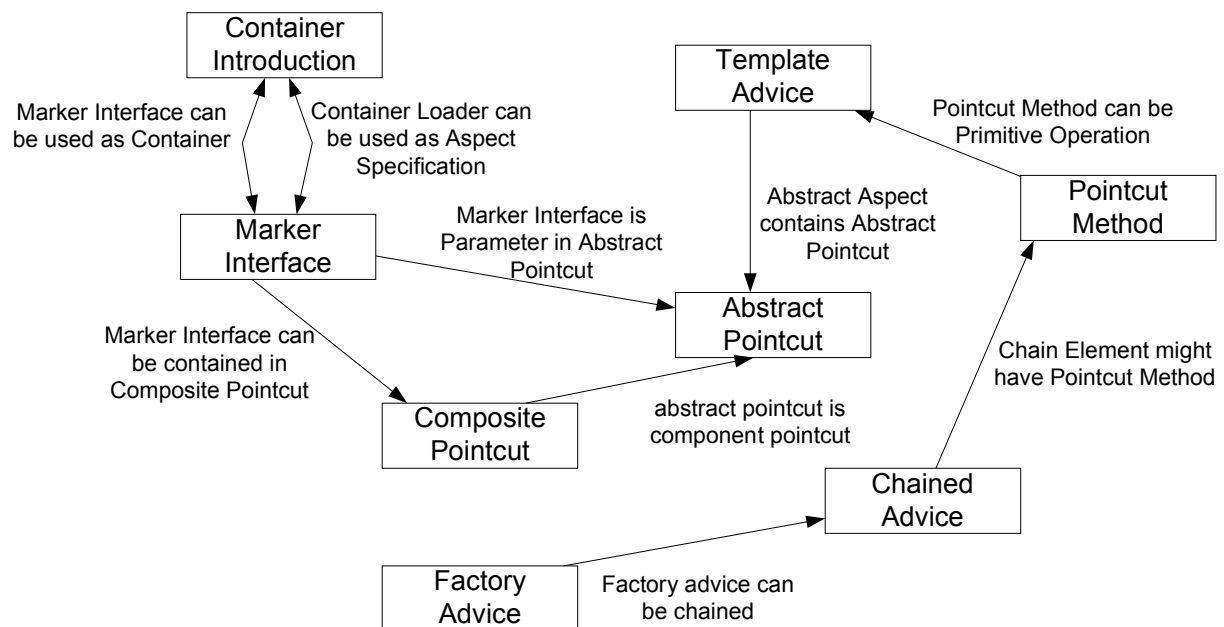 Container
Introduction
Template
Advice
Marker Interface can
be used as Container
Container Loader can
be used as Aspect
Specification
Pointcut Method can be
Primitive Operation
Pointcut
Method
Marker
Interface
Marker Interface is
Parameter in Abstract
Pointcut
Abstract Aspect
contains Abstract
Pointcut
Abstract
Pointcut
Marker Interface can
be contained in
Composite Pointcut
Chain Element might
have Pointcut Method
Composite
Pointcut
abstract pointcut is
component pointcut
Chained
Advice
Factory
Advice
Factory advice can
be chained